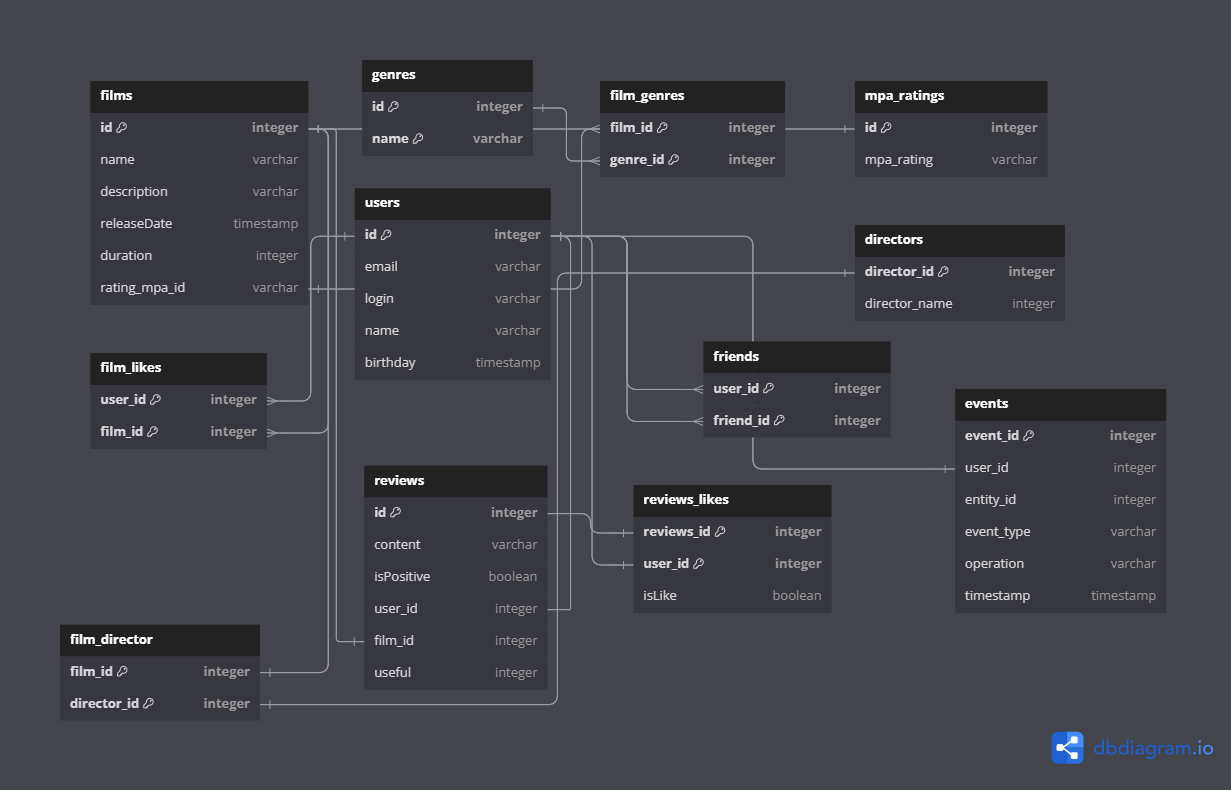 films
id integer
name varchar
description varchar
releaseDate timestamp
duration integer
rating_mpa_id varchar
genres
id integer
name varchar
film_genres
film_id integer
genre_id integer
mpa_ratings
id integer
mpa_rating varchar
users
id integer
email varchar
login varchar
name varchar
birthday timestamp
directors
director_id integer
director_name integer
film_likes
user_id integer
film_id integer
friends
user_id integer
friend_id integer
events
event_id integer
user_id integer
entity_id integer
event_type varchar
operation varchar
timestamp timestamp
reviews
id integer
content varchar
isPositive boolean
user_id integer
film_id integer
useful integer
reviews_likes
reviews_id integer
user_id integer
isLike boolean
film_director
film_id integer
director_id integer
dbdiagram.io